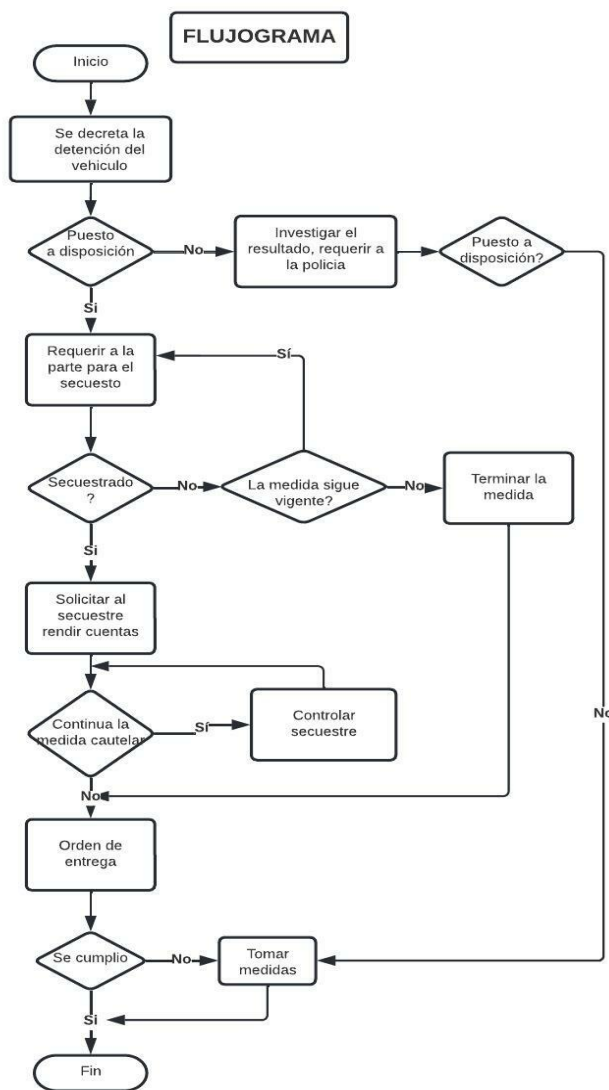 FLUJOGRAMA
Inicio
Se decreta la
detención del
vehiculo
Puesto
a disposición
No
Investigar el
resultado, requerir a
la policia
Puesto a
disposición?
Si
Requerir a la
parte para el
secuesto
Sí
Secuestrado
?
No
La medida sigue
vigente?
No
Terminar la
medida
Si
Solicitar al
secuestre
rendir cuentas
Continua la
medida cautelar
Sí
Controlar
secuestre
No
No
Orden de
entrega
Se cumplio
No
Tomar
medidas
Si
Fin